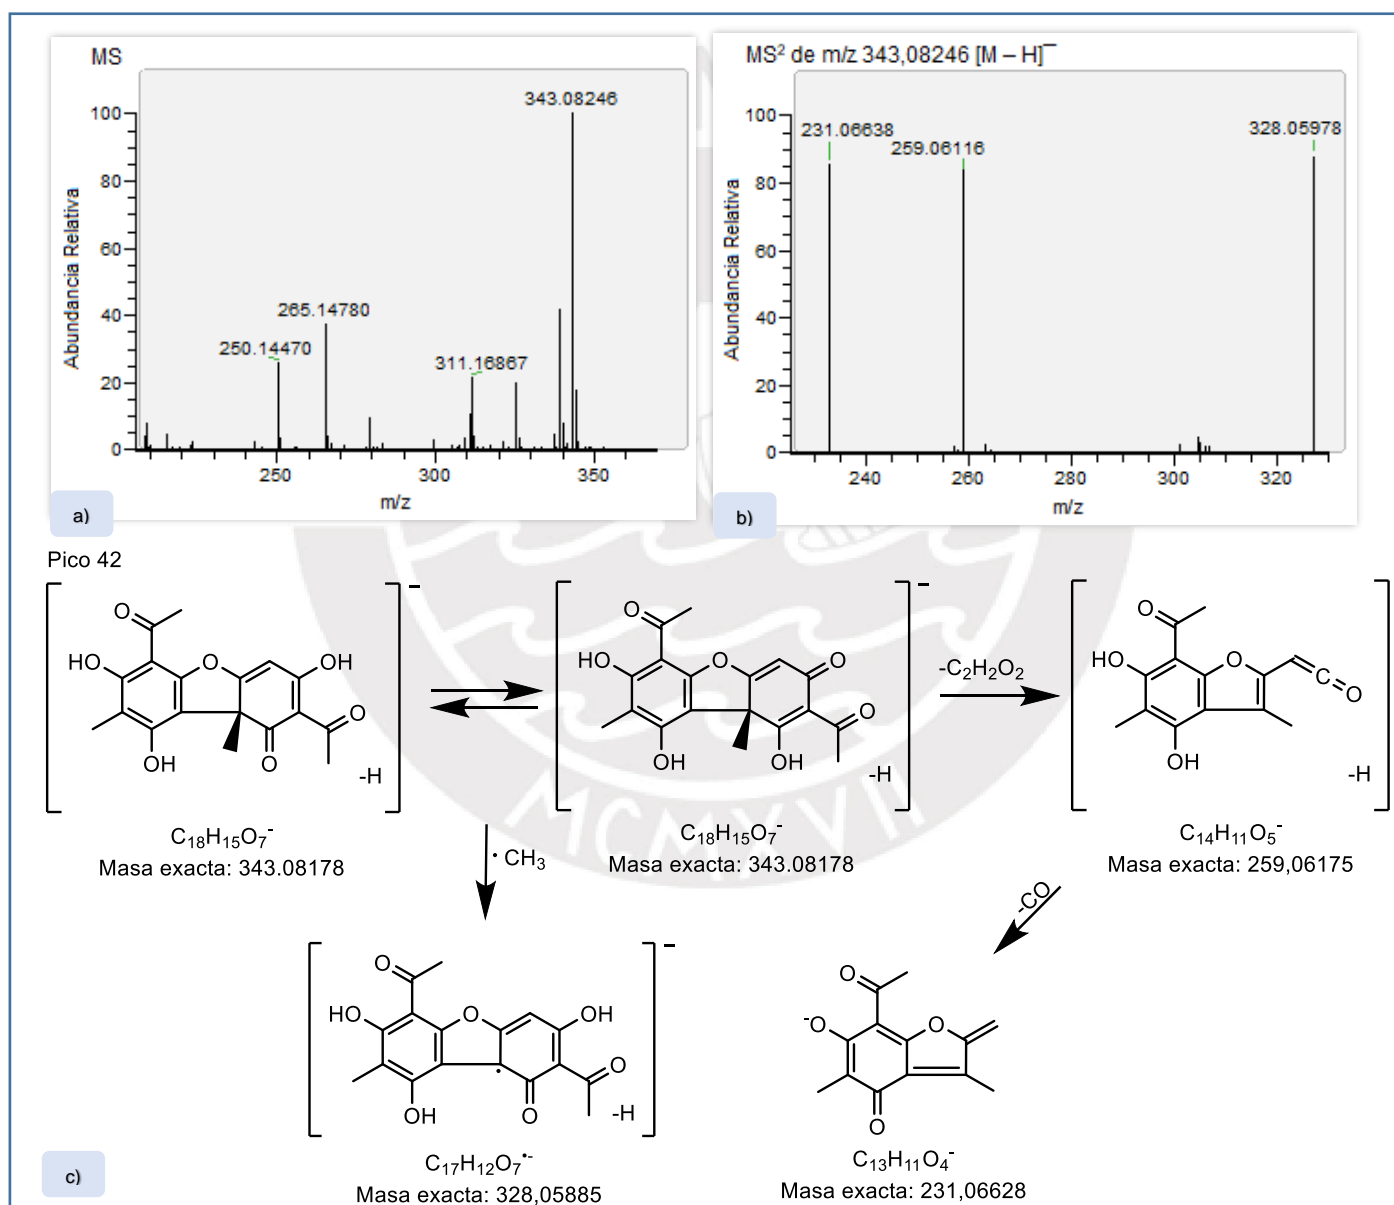 MS
343.08246
265.14780
250.14470
311.16867
100
80
60
40
20
0
Abundancia Relativa
250
300
350
m/z
a)
MS² de m/z 343,08246 [M – H]⁻
231.06638
259.06116
328.05978
100
80
60
40
20
0
Abundancia Relativa
240
260
280
300
320
m/z
b)
Pico 42
O
HO
O
OH
O
O
OH
-H
–
C₁₈H₁₅O₇⁻
Masa exacta: 343.08178
O
HO
O
O
O
OH
OH
-H
–
C₁₈H₁₅O₇⁻
Masa exacta: 343.08178
-C₂H₂O₂
O
HO
O
C
O
OH
-H
C₁₄H₁₁O₅⁻
Masa exacta: 259,06175
· CH₃
-CO
O
HO
O
OH
O
O
OH
-H
–
C₁₇H₁₂O₇•⁻
Masa exacta: 328,05885
O
⁻O
O
O
C₁₃H₁₁O₄⁻
Masa exacta: 231,06628
c)
MCMXVII